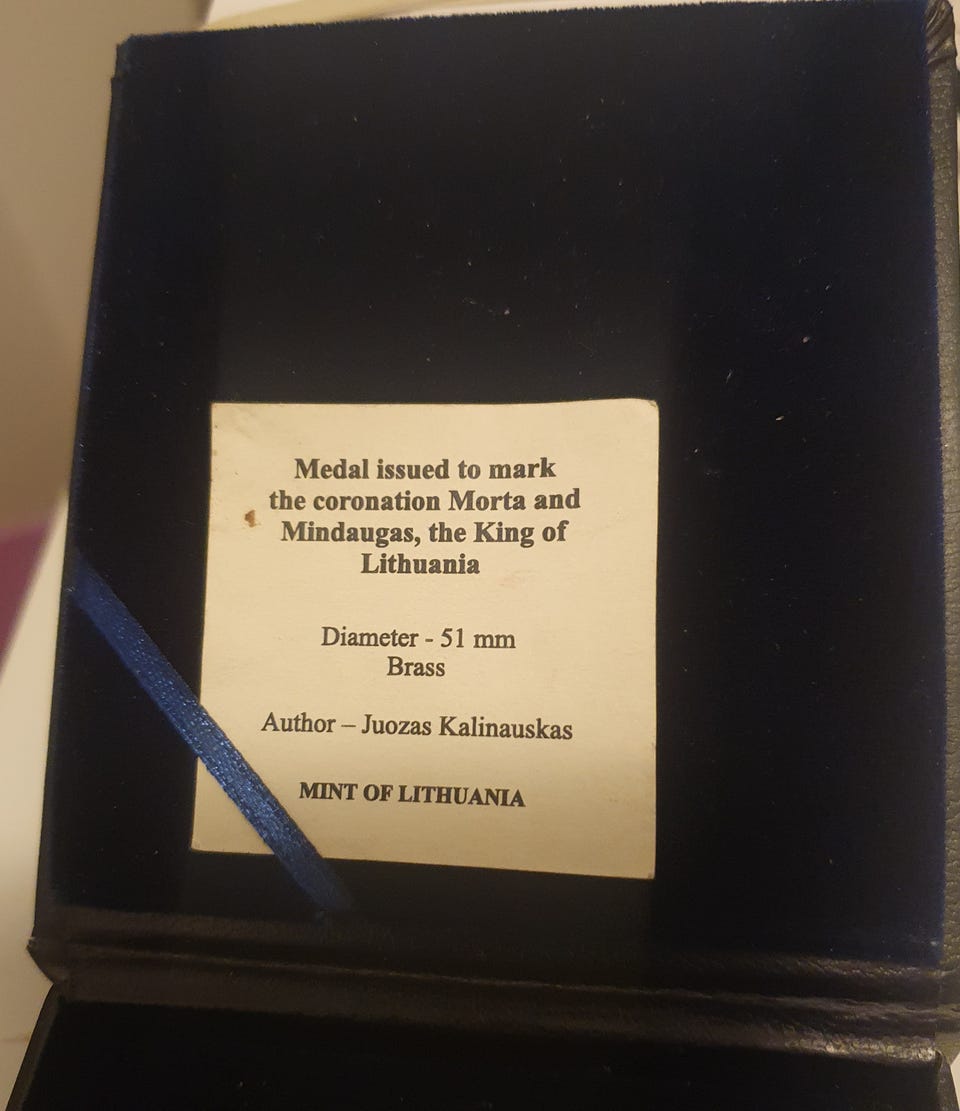 Medal issued to mark
the coronation Morta and
Mindaugas, the King of
Lithuania
Diameter - 51 mm
Brass
Author – Juozas Kalinauskas
MINT OF LITHUANIA